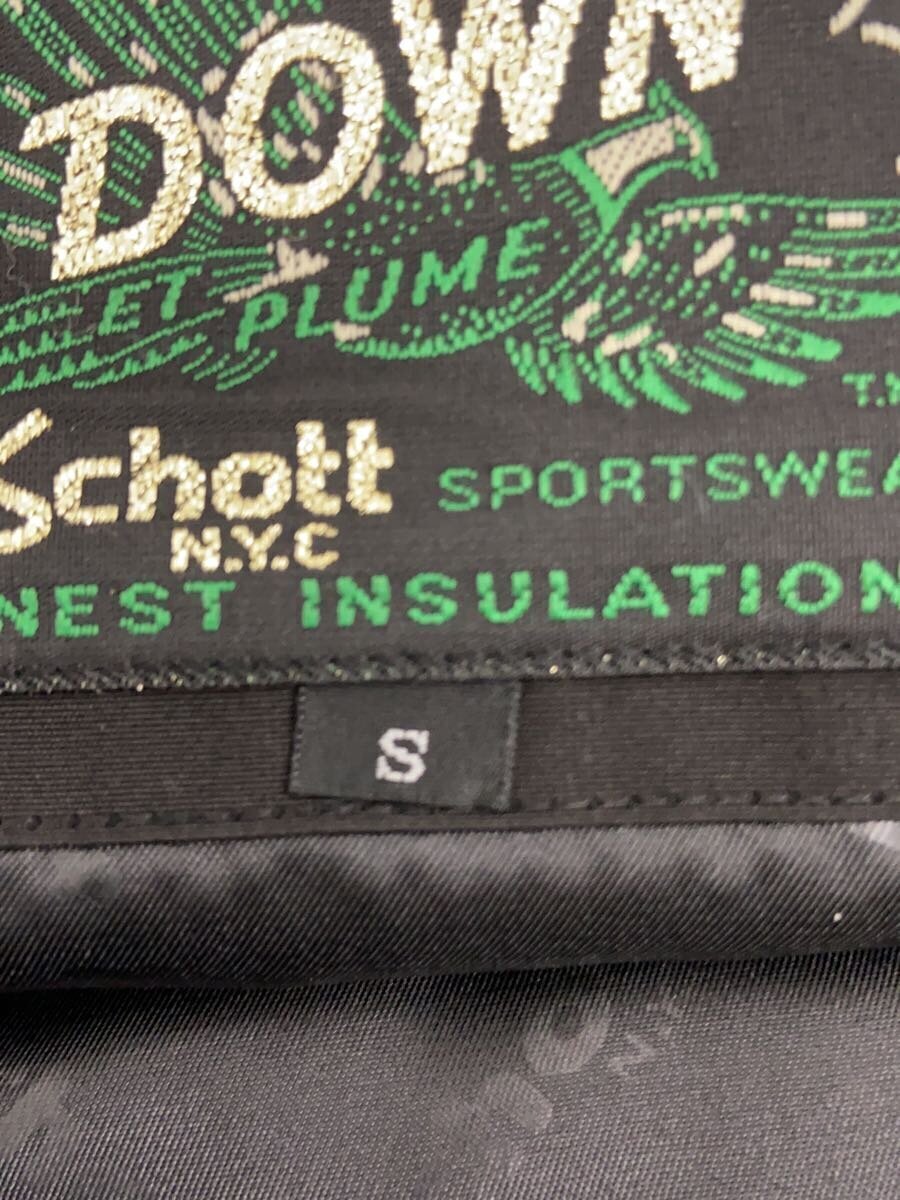 DOWN
ET PLUME
Schott SPORTSWEA
N.Y.C
NEST INSULATION
S